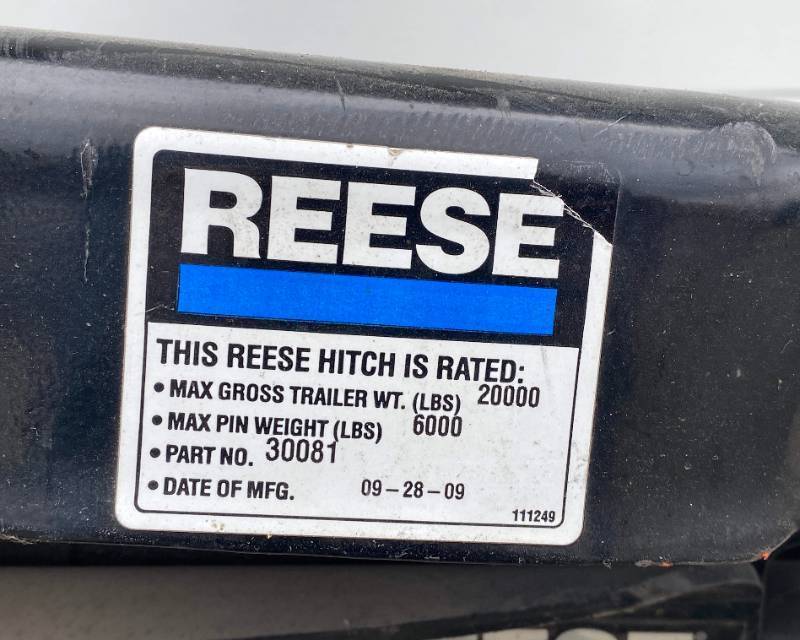 REESE
THIS REESE HITCH IS RATED:
• MAX GROSS TRAILER WT. (LBS) 20000
• MAX PIN WEIGHT (LBS) 6000
• PART NO. 30081
• DATE OF MFG. 09-28-09
111249